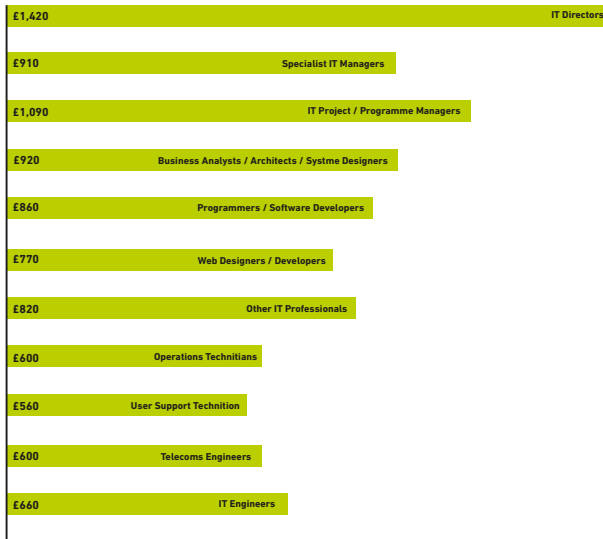 £1,420 IT Directors
£910 Specialist IT Managers
£1,090 IT Project / Programme Managers
£920 Business Analysts / Architects / Systme Designers
£860 Programmers / Software Developers
£770 Web Designers / Developers
£820 Other IT Professionals
£600 Operations Technitians
£560 User Support Technition
£600 Telecoms Engineers
£660 IT Engineers